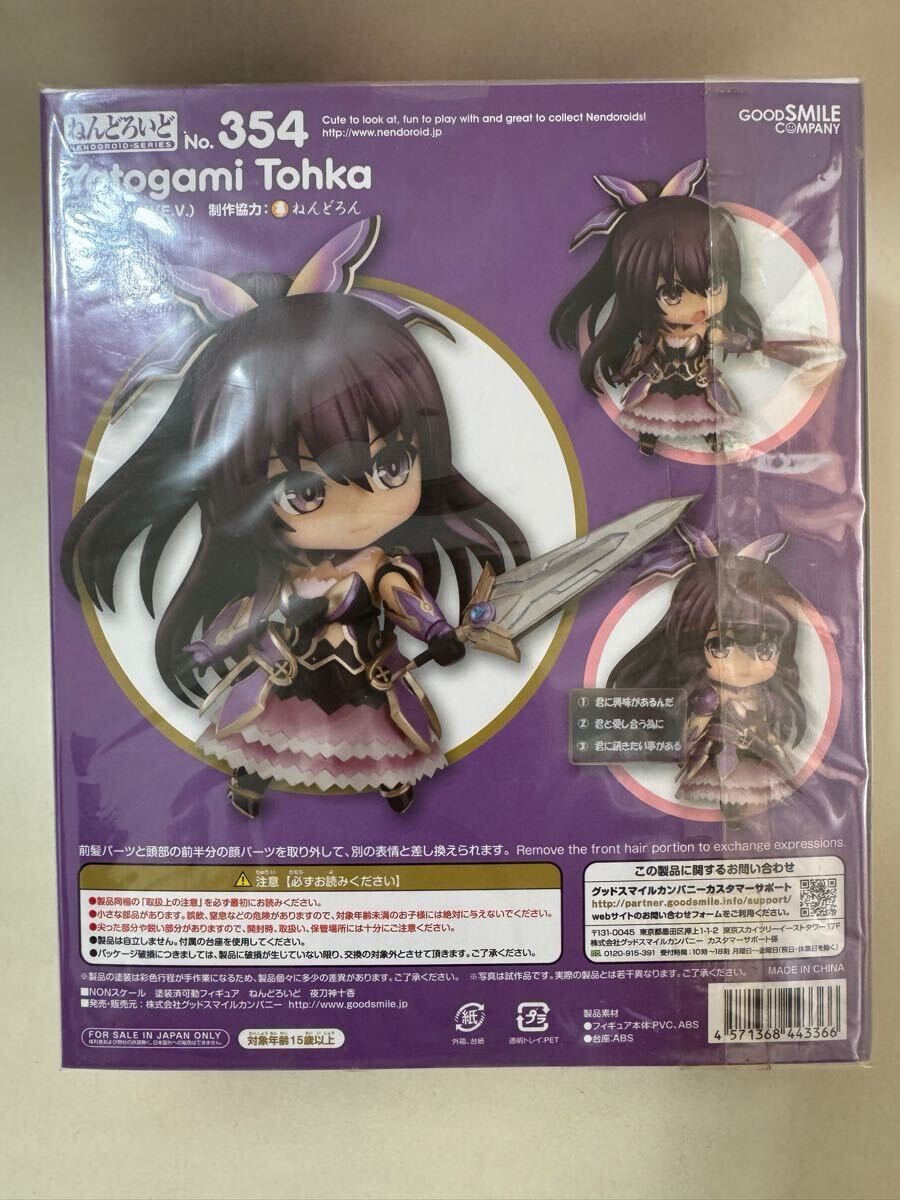 ねんどろいど
NENDOROID-SERIES
No. 354
Cute to look at, fun to play with and great to collect Nendoroids!
http://www.nendoroid.jp
GOOD SMILE
COMPANY
Yatogami Tohka
E.V.) 制作協力: ねんどろん
① 君に興味があるんだ
② 君と愛し合う為に
③ 君に訊きたい事がある
前髪パーツと頭部の前半分の顔パーツを取り外して、別の表情と差し換えられます。 Remove the front hair portion to exchange expressions.
注意【必ずお読みください】
●製品同梱の「取扱上の注意」を必ず最初にお読みください。
●小さな部品があります。誤飲、窒息などの危険がありますので、対象年齢未満のお子様には絶対に与えないでください。
●尖った部分や鋭い部分がありますので、開封時、取扱い、保管場所には十分にご注意ください。
●製品は自立しません。付属の台座を使用してください。
●パッケージ破損につきましては、製品に破損が生じていない限り、交換の対象外とさせて頂きます。ご了承ください。
この製品に関するお問い合わせ
グッドスマイルカンパニーカスタマーサポート
http://partner.goodsmile.info/support/
webサイトのお問い合わせフォームをご利用ください。
〒131-0045 東京都墨田区押上1-1-2 東京スカイツリーイーストタワー17F
株式会社グッドスマイルカンパニー カスタマーサポート係
0120-915-391 受付時間:10時〜18時 月曜日〜金曜日(祝・休業日を除く)
※製品の塗装は彩色行程が手作業になるため、製品個々に多少の差異があります。ご了承ください。 ※写真は試作品です。実際の商品とは若干異なります。ご了承ください。
MADE IN CHINA
■NONスケール 塗装済可動フィギュア ねんどろいど 夜刀神十香
■発売・販売元:株式会社グッドスマイルカンパニー http://www.goodsmile.jp
FOR SALE IN JAPAN ONLY
対象年齢15歳以上
紙
外箱、台紙
プラ
透明トレイ:PET
製品素材
●フィギュア本体:PVC、ABS
●台座:ABS
4 571368 443366